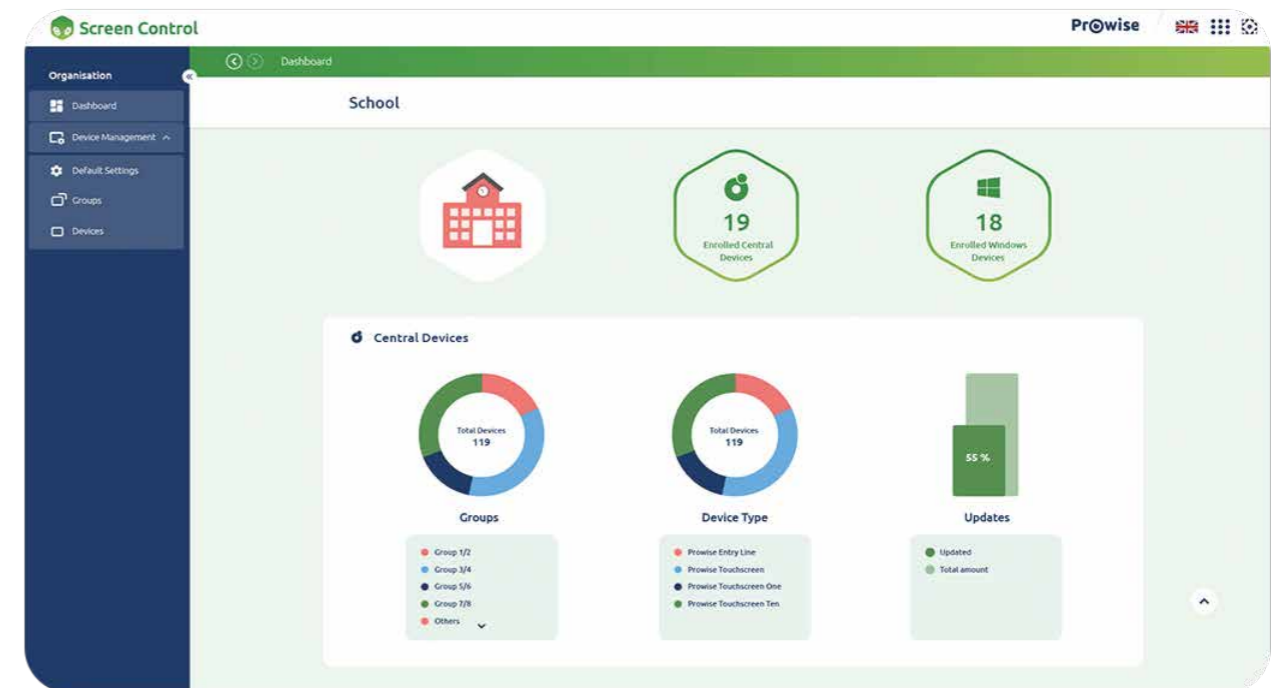 Screen Control
Prowise
Organisation
Dashboard
Dashboard
Device Management
Default Settings
Groups
Devices
School
19
Enrolled Central
Devices
18
Enrolled Windows
Devices
Central Devices
Total Devices
119
Total Devices
119
55 %
Groups
Device Type
Updates
Group 1/2
Group 3/4
Group 5/6
Group 7/8
Others
Prowise Entry Line
Prowise Touchscreen
Prowise Touchscreen One
Prowise Touchscreen Ten
Updated
Total amount